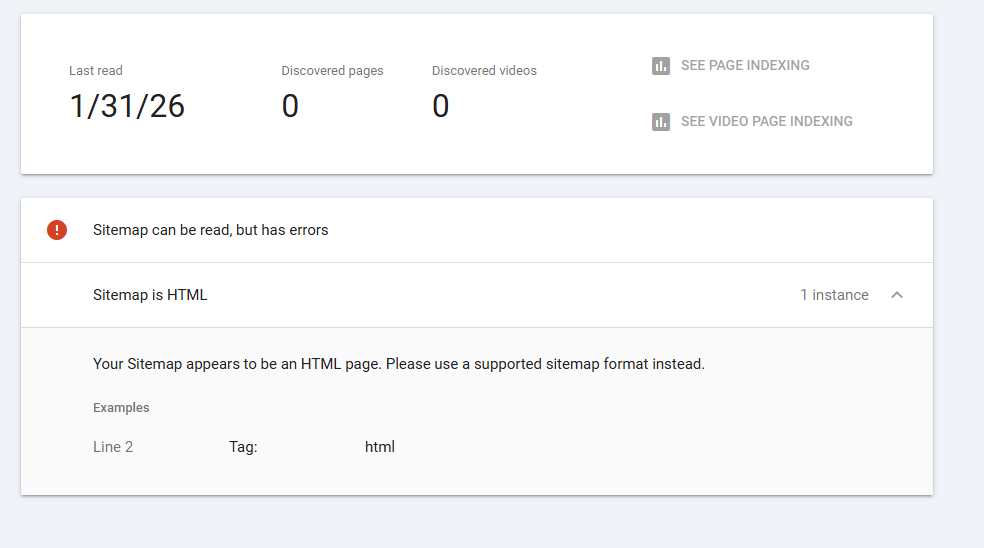 Last read
1/31/26
Discovered pages
0
Discovered videos
0
SEE PAGE INDEXING
SEE VIDEO PAGE INDEXING
Sitemap can be read, but has errors
Sitemap is HTML 1 instance
Your Sitemap appears to be an HTML page. Please use a supported sitemap format instead.
Examples
Line 2 Tag: html